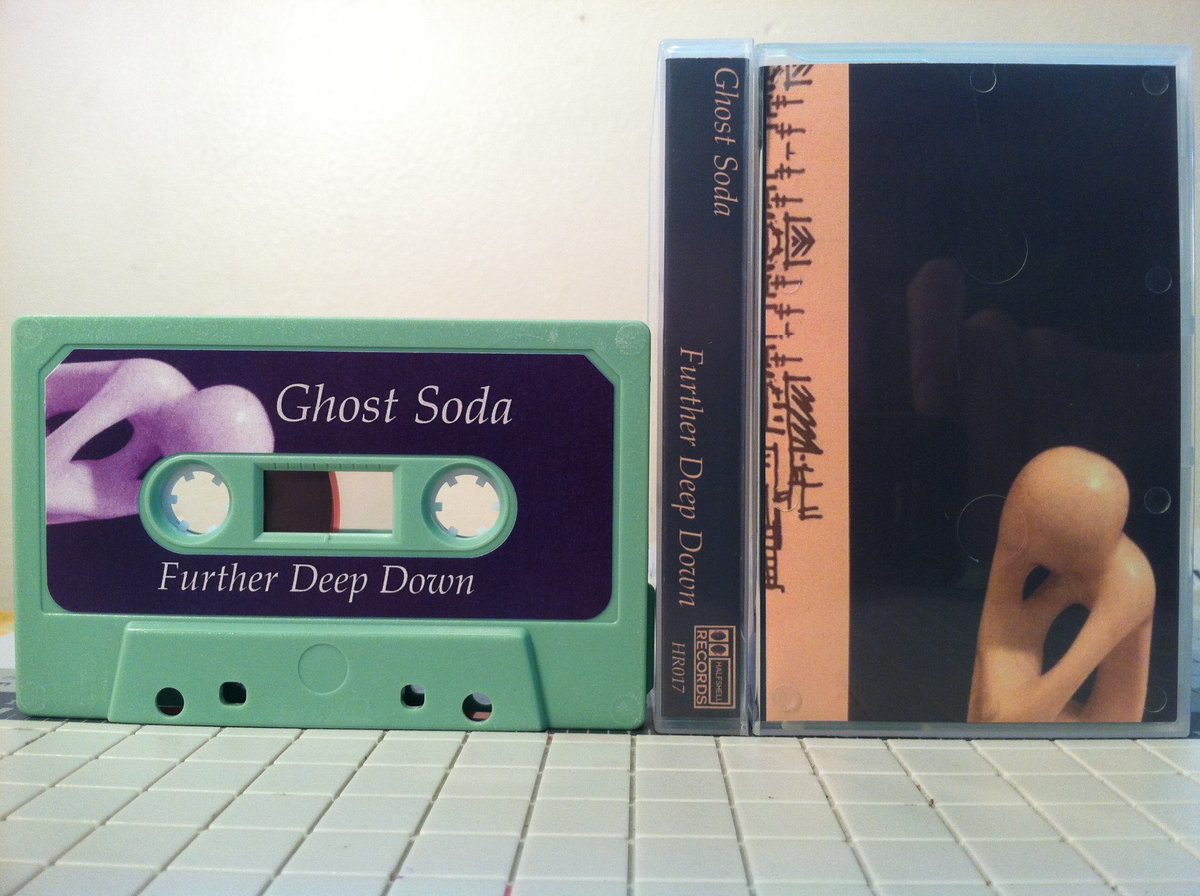 Ghost Soda
Further Deep Down
Ghost Soda
Further Deep Down
HALFSHELL
RECORDS
HR017